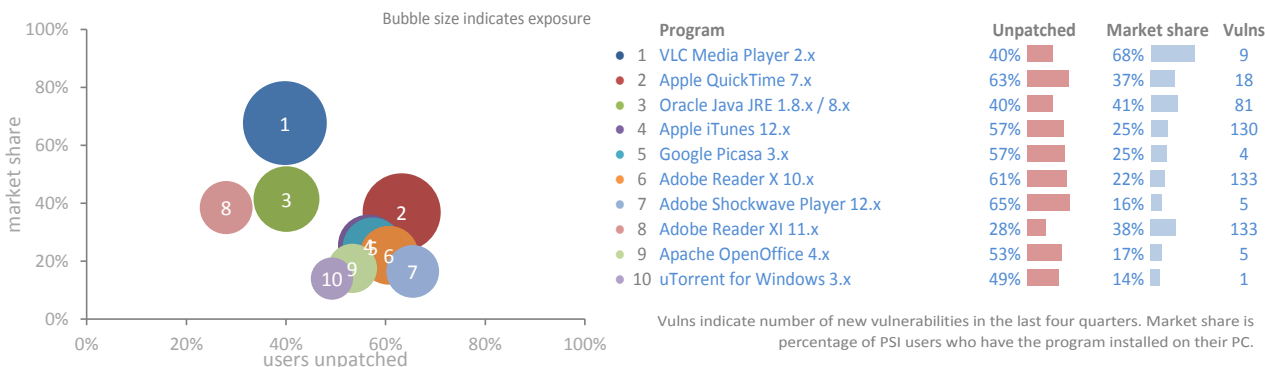 Bubble size indicates exposure
100%
80%
60%
40%
20%
0%
market share
0% 20% 40% 60% 80% 100%
users unpatched
1
2
3
4
5
6
7
8
9
10
Program Unpatched Market share Vulns
1 VLC Media Player 2.x 40% 68% 9
2 Apple QuickTime 7.x 63% 37% 18
3 Oracle Java JRE 1.8.x / 8.x 40% 41% 81
4 Apple iTunes 12.x 57% 25% 130
5 Google Picasa 3.x 57% 25% 4
6 Adobe Reader X 10.x 61% 22% 133
7 Adobe Shockwave Player 12.x 65% 16% 5
8 Adobe Reader XI 11.x 28% 38% 133
9 Apache OpenOffice 4.x 53% 17% 5
10 uTorrent for Windows 3.x 49% 14% 1
Vulns indicate number of new vulnerabilities in the last four quarters. Market share is
percentage of PSI users who have the program installed on their PC.